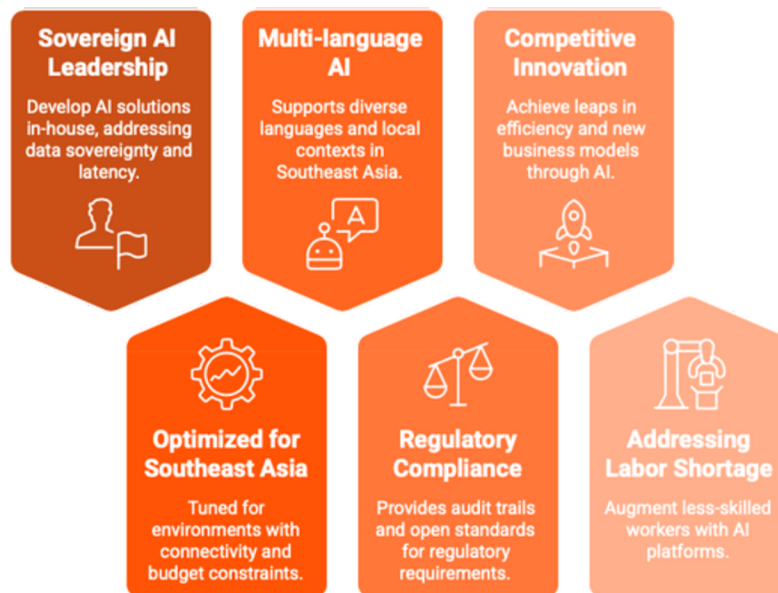 Sovereign AI
Leadership
Develop AI solutions
in-house, addressing
data sovereignty and
latency.
Multi-language
AI
Supports diverse
languages and local
contexts in
Southeast Asia.
A
Competitive
Innovation
Achieve leaps in
efficiency and new
business models
through AI.
Optimized for
Southeast Asia
Tuned for
environments with
connectivity and
budget constraints.
Regulatory
Compliance
Provides audit trails
and open standards
for regulatory
requirements.
Addressing
Labor Shortage
Augment less-skilled
workers with AI
platforms.